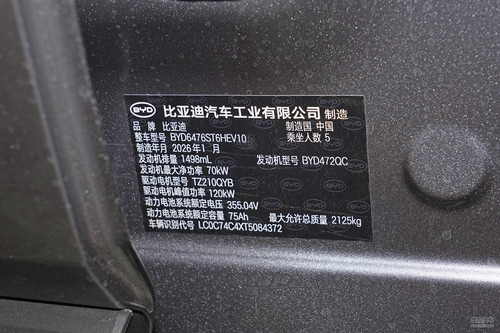 BYD 比亚迪汽车工业有限公司 制造
品 牌 比亚迪 制造国 中国
整车型号 BYD6476ST6HEV10 乘坐人数 5
制造年月 2026年1 月
发动机排量 1498mL 发动机型号 BYD472QC
发动机最大净功率 70kW
驱动电机型号 TZ210QYB
驱动电机峰值功率 120kW
动力电池系统额定电压 355.04V
动力电池系统额定容量 75Ah 最大允许总质量 2125kg
车辆识别代号 LC0C74C4XT5084372